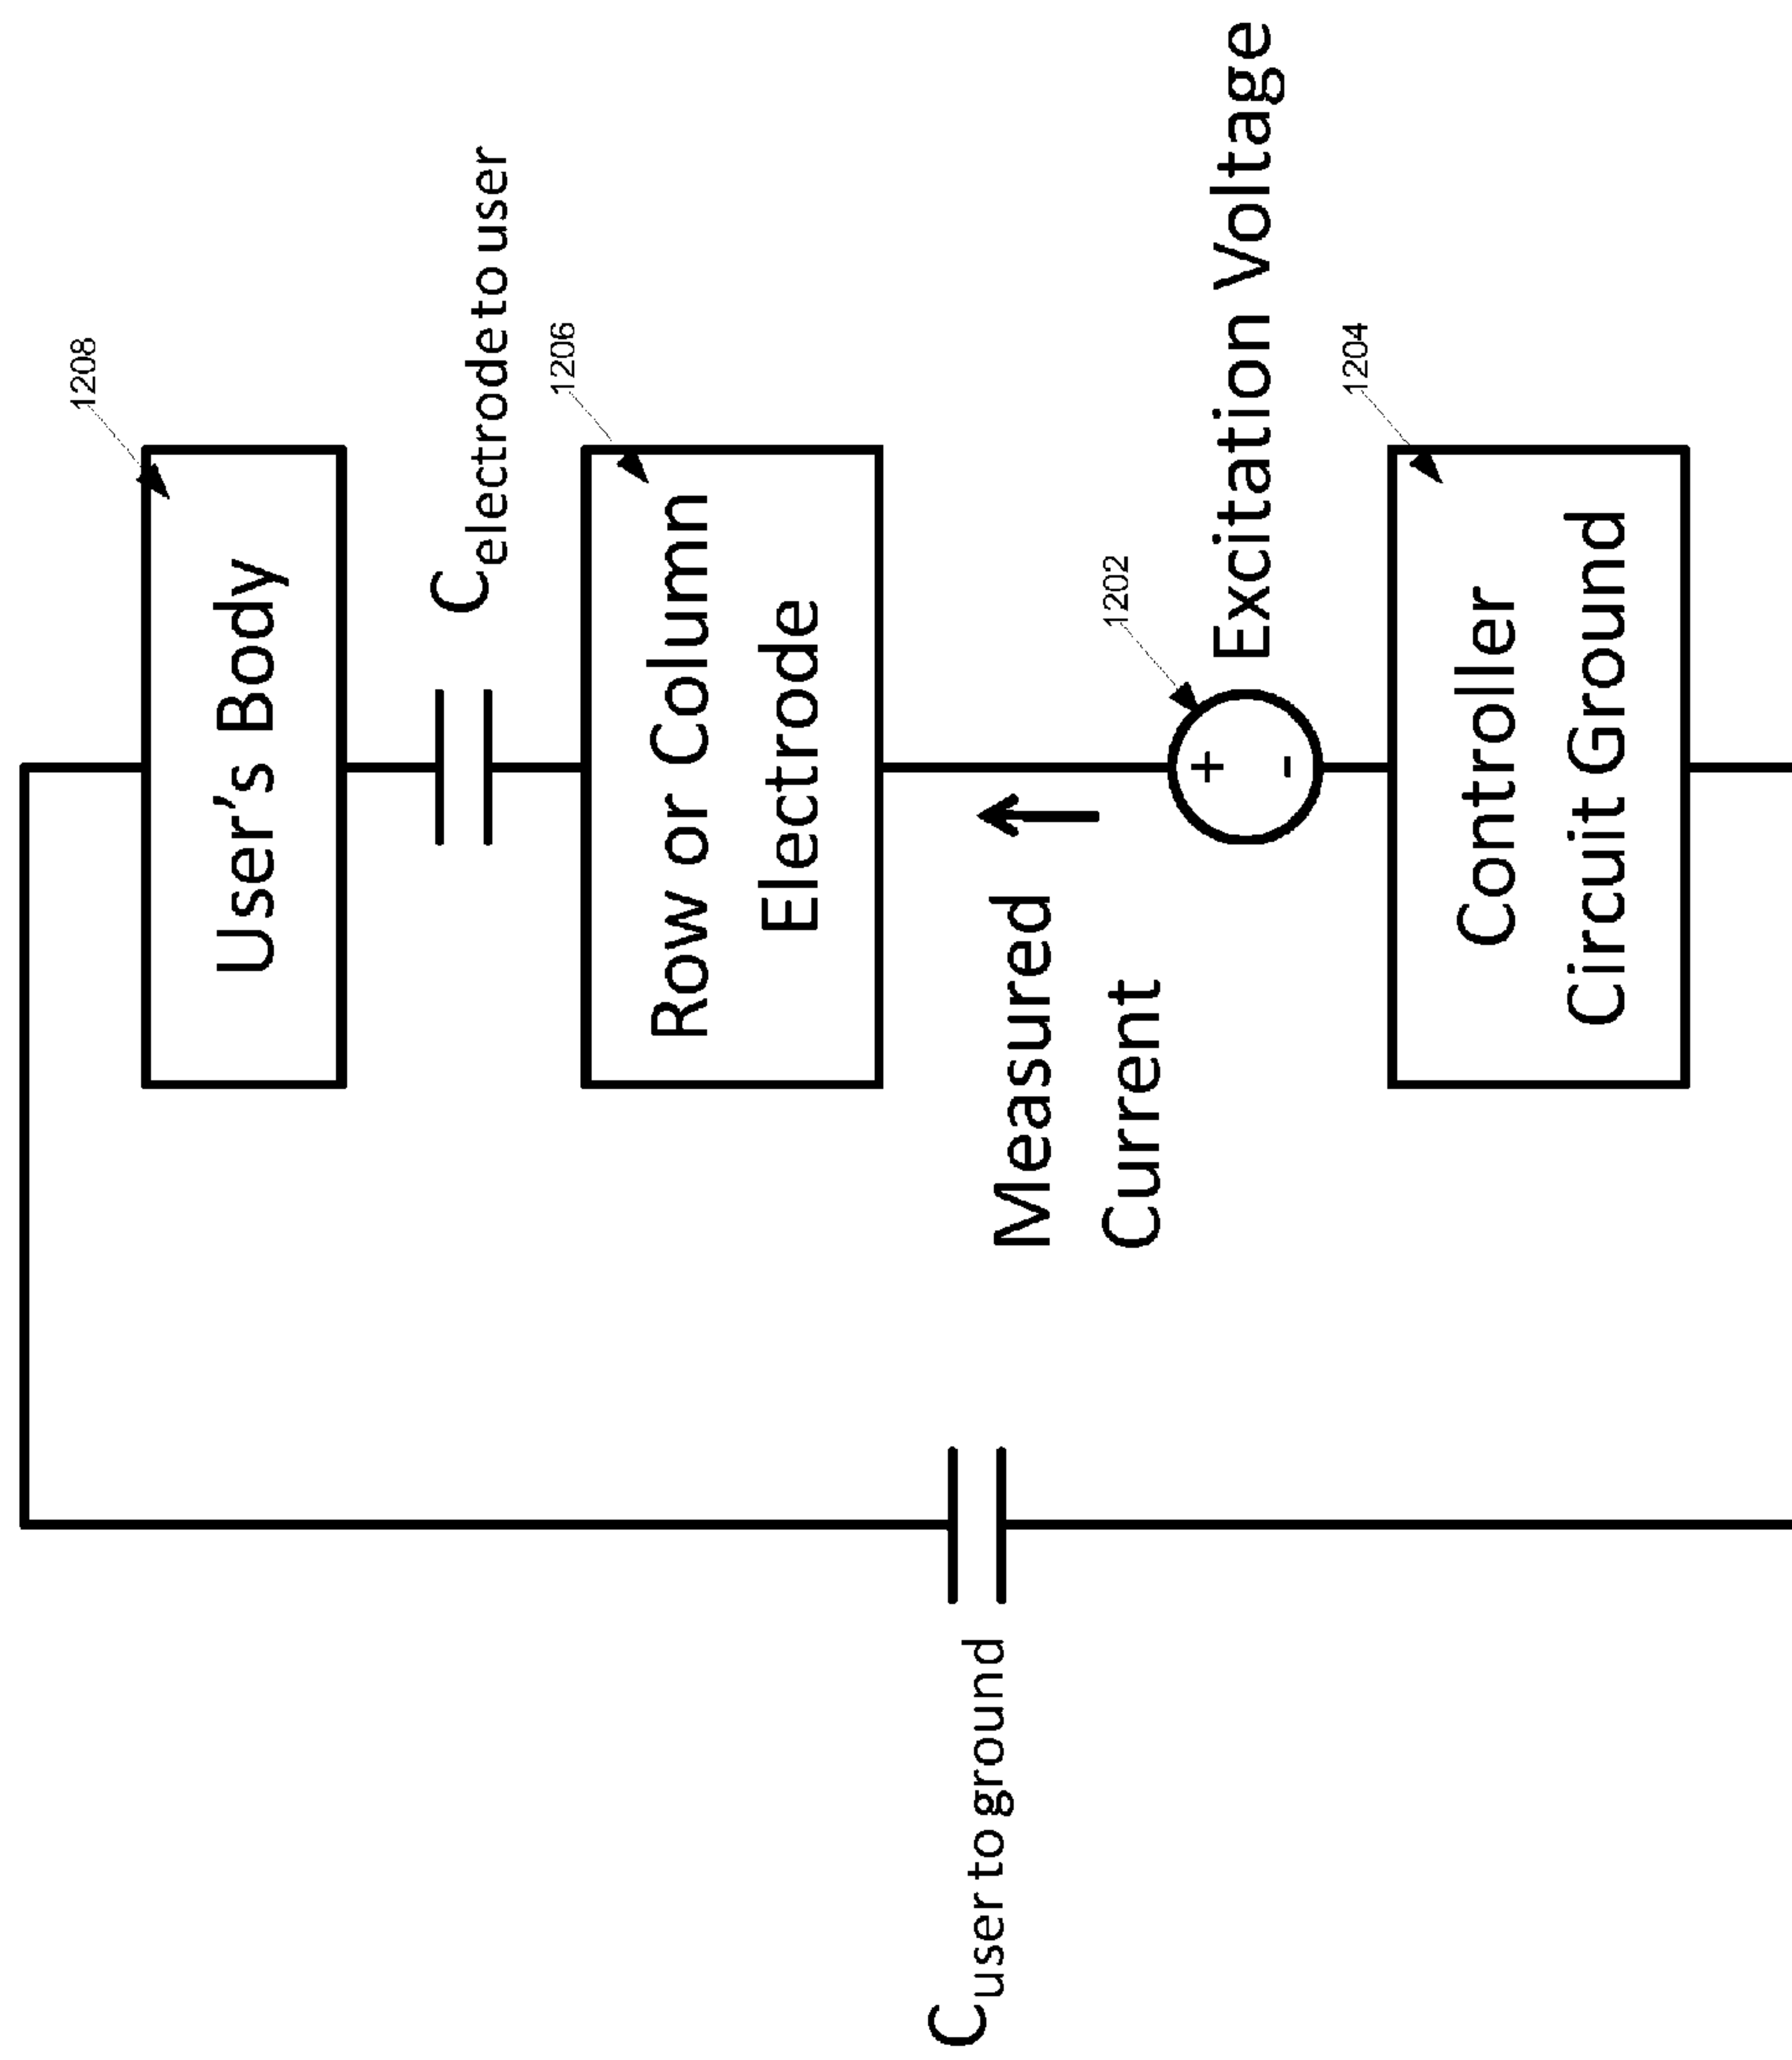 1208
User's Body
C electrode to user
1206
Row or Column
Electrode
Measured
Current
1202
+
-
Excitation Voltage
1204
Controller
Circuit Ground
C user to ground